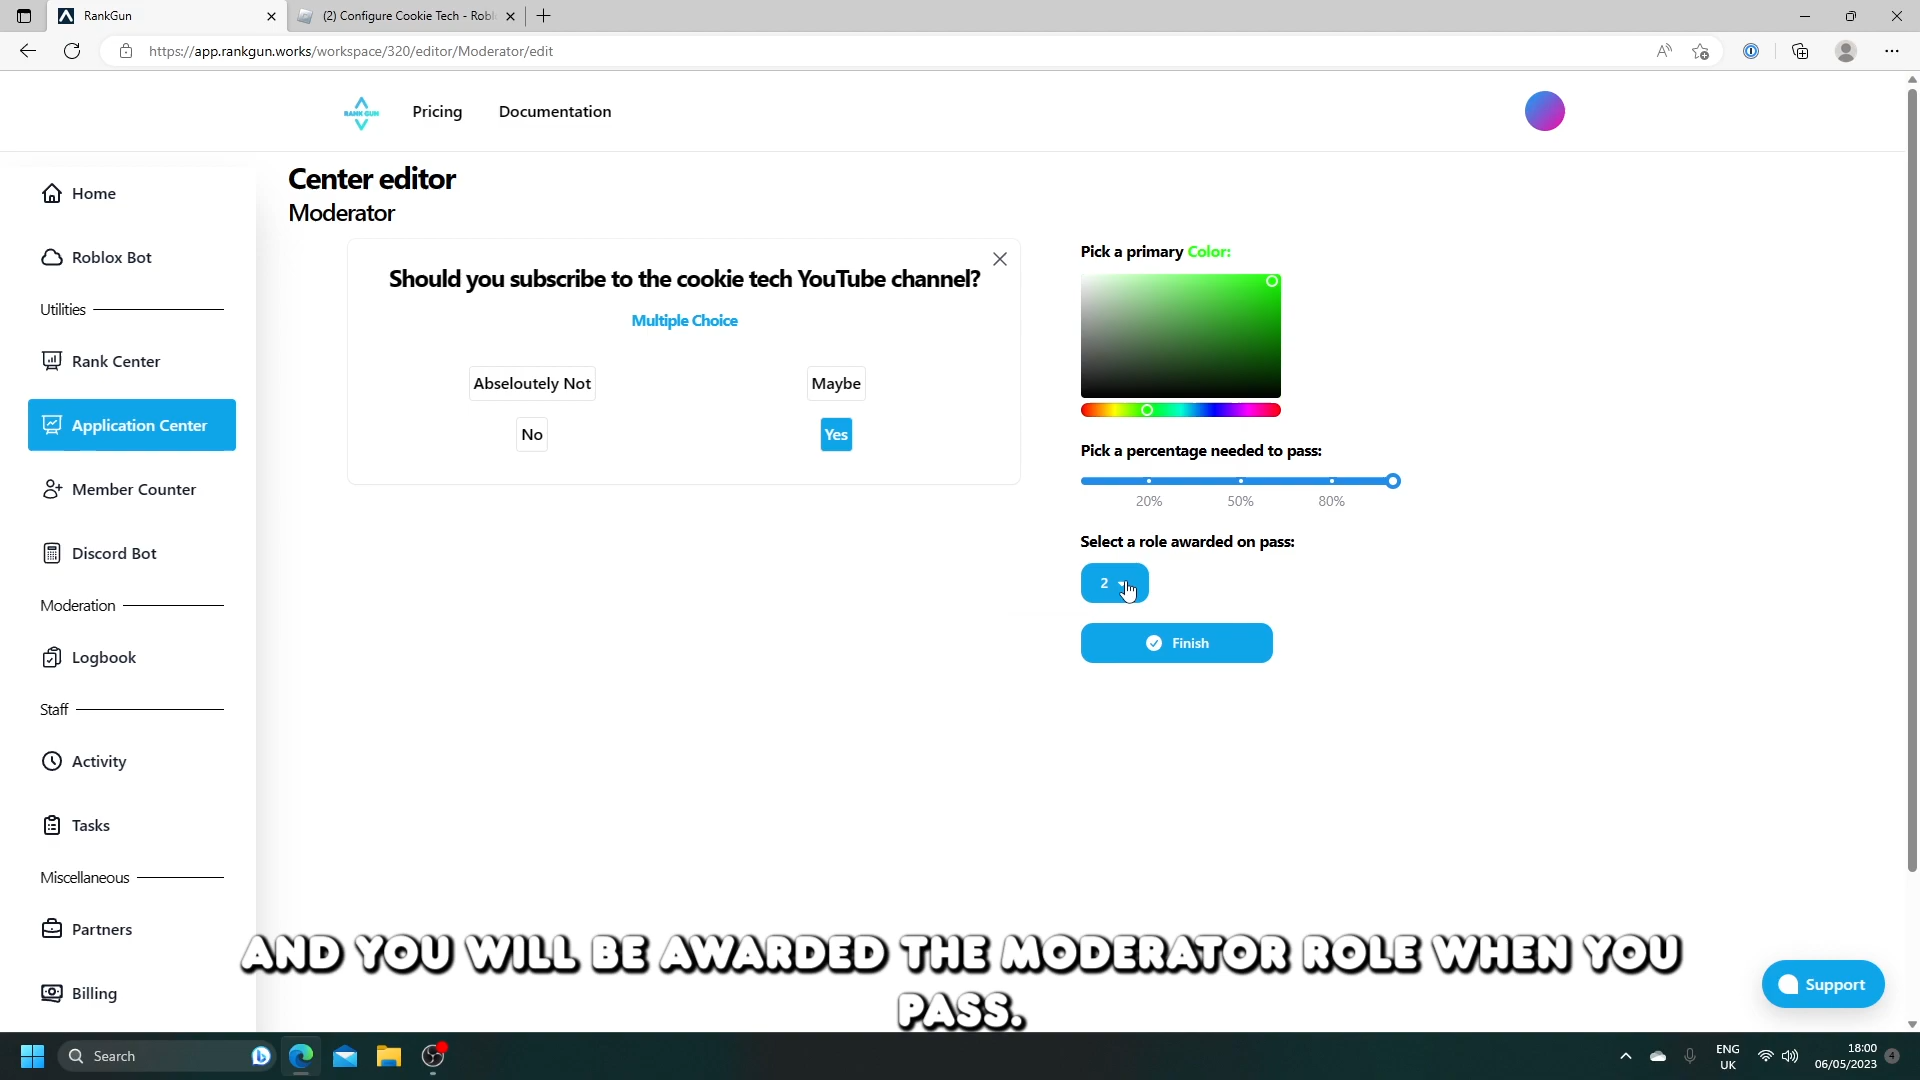 RankGun
(2) Configure Cookie Tech - Robl
https://app.rankgun.works/workspace/320/editor/Moderator/edit
RANK GUN
Pricing
Documentation
Home
Roblox Bot
Utilities
Rank Center
Application Center
Member Counter
Discord Bot
Moderation
Logbook
Staff
Activity
Tasks
Miscellaneous
Partners
Billing
Center editor
Moderator
Should you subscribe to the cookie tech YouTube channel?
Multiple Choice
Abseloutely Not
Maybe
No
Yes
Pick a primary Color:
Pick a percentage needed to pass:
20% 50% 80%
Select a role awarded on pass:
2
Finish
AND YOU WILL BE AWARDED THE MODERATOR ROLE WHEN YOU
PASS.
Support
Search
ENG
UK
18:00
06/05/2023
4